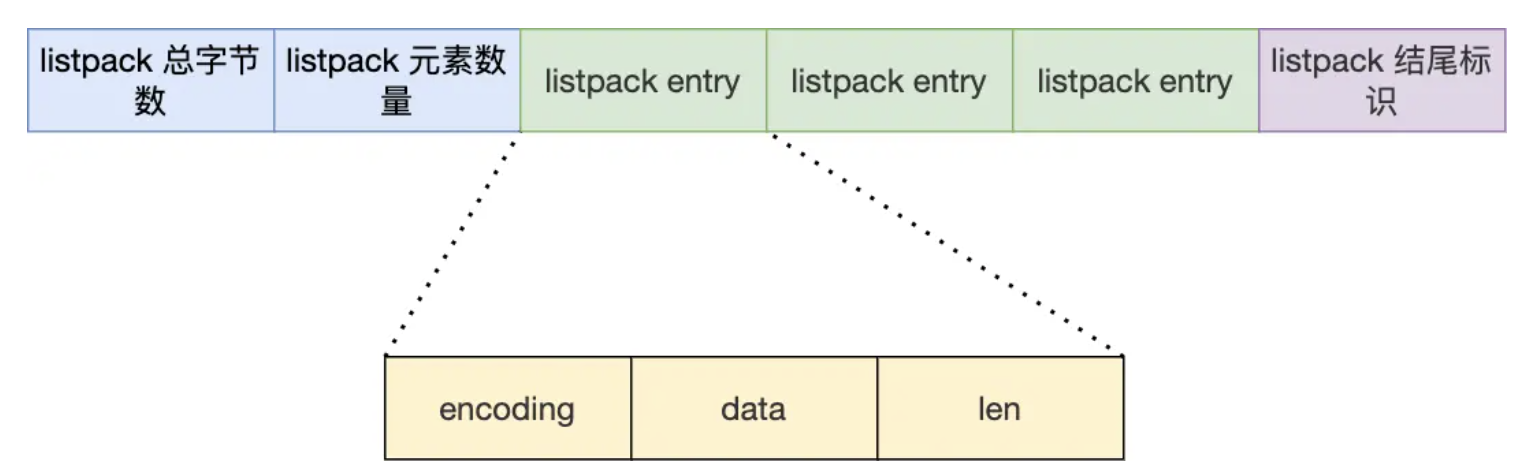 listpack 总字节
数
listpack 元素数
量
listpack entry
listpack entry
listpack entry
listpack 结尾标
识
encoding
data
len